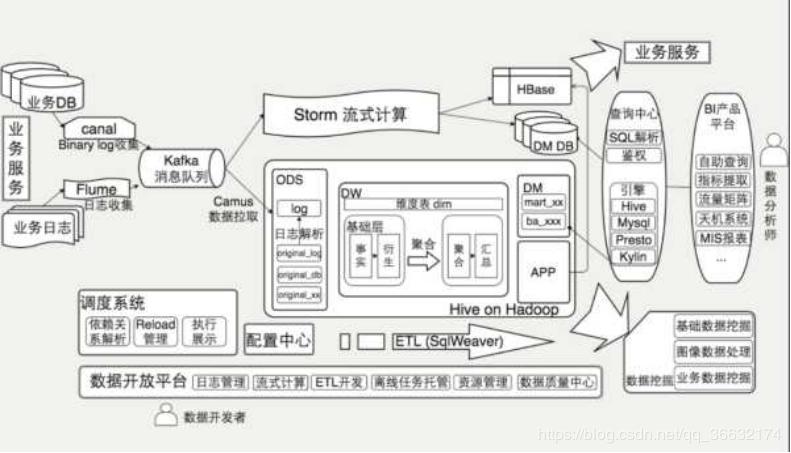 业务服务
业务DB
canal
Binary log收集
业务服务
Kafka
消息队列
Flume
日志收集
业务日志
Camus
数据拉取
Storm 流式计算
HBase
DM DB
ODS
log
日志解析
original_log
original_db
original_xx
DW
维度表 dim
基础层
事实
衍生
聚合
聚合
汇总
DM
mart_xx
ba_xxx
APP
Hive on Hadoop
查询中心
SQL解析
鉴权
引擎
Hive
Mysql
Presto
Kylin
BI产品
平台
自助查询
指标提取
流量矩阵
天机系统
MIS报表
...
数据分析师
调度系统
依赖关
系解析
Reload
管理
执行
展示
配置中心
ETL (SqlWeaver)
基础数据挖掘
图像数据处理
数据挖掘
业务数据挖掘
数据开放平台
日志管理
流式计算
ETL开发
离线任务托管
资源管理
数据质量中心
数据开发者
https://blog.csdn.net/qq_36632174